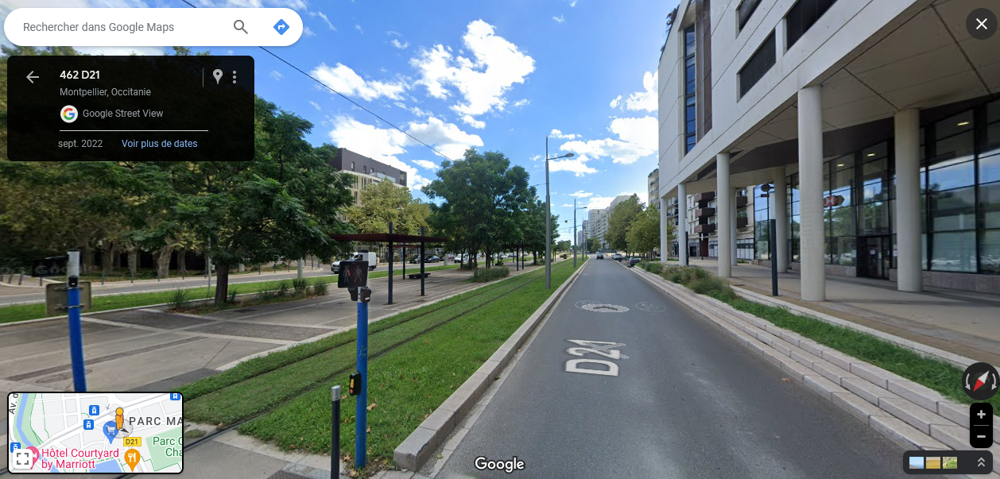 Rechercher dans Google Maps
462 D21
Montpellier, Occitanie
Google Street View
sept. 2022
Voir plus de dates
D21
Av. d
PARC MA
D21
Parc C
Cha
Hôtel Courtyard
by Marriott
Google